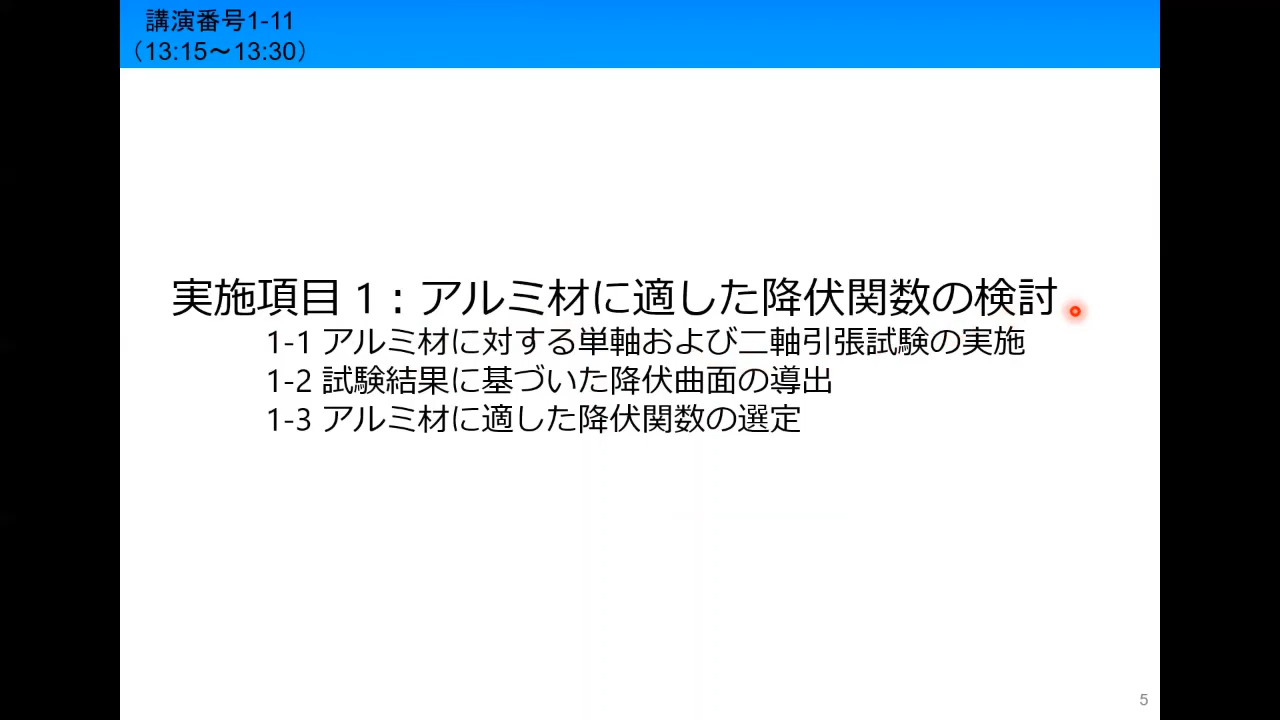 講演番号1-11
（13:15～13:30）
実施項目 1 : アルミ材に適した降伏関数の検討
1-1 アルミ材に対する単軸および二軸引張試験の実施
1-2 試験結果に基づいた降伏曲面の導出
1-3 アルミ材に適した降伏関数の選定
5